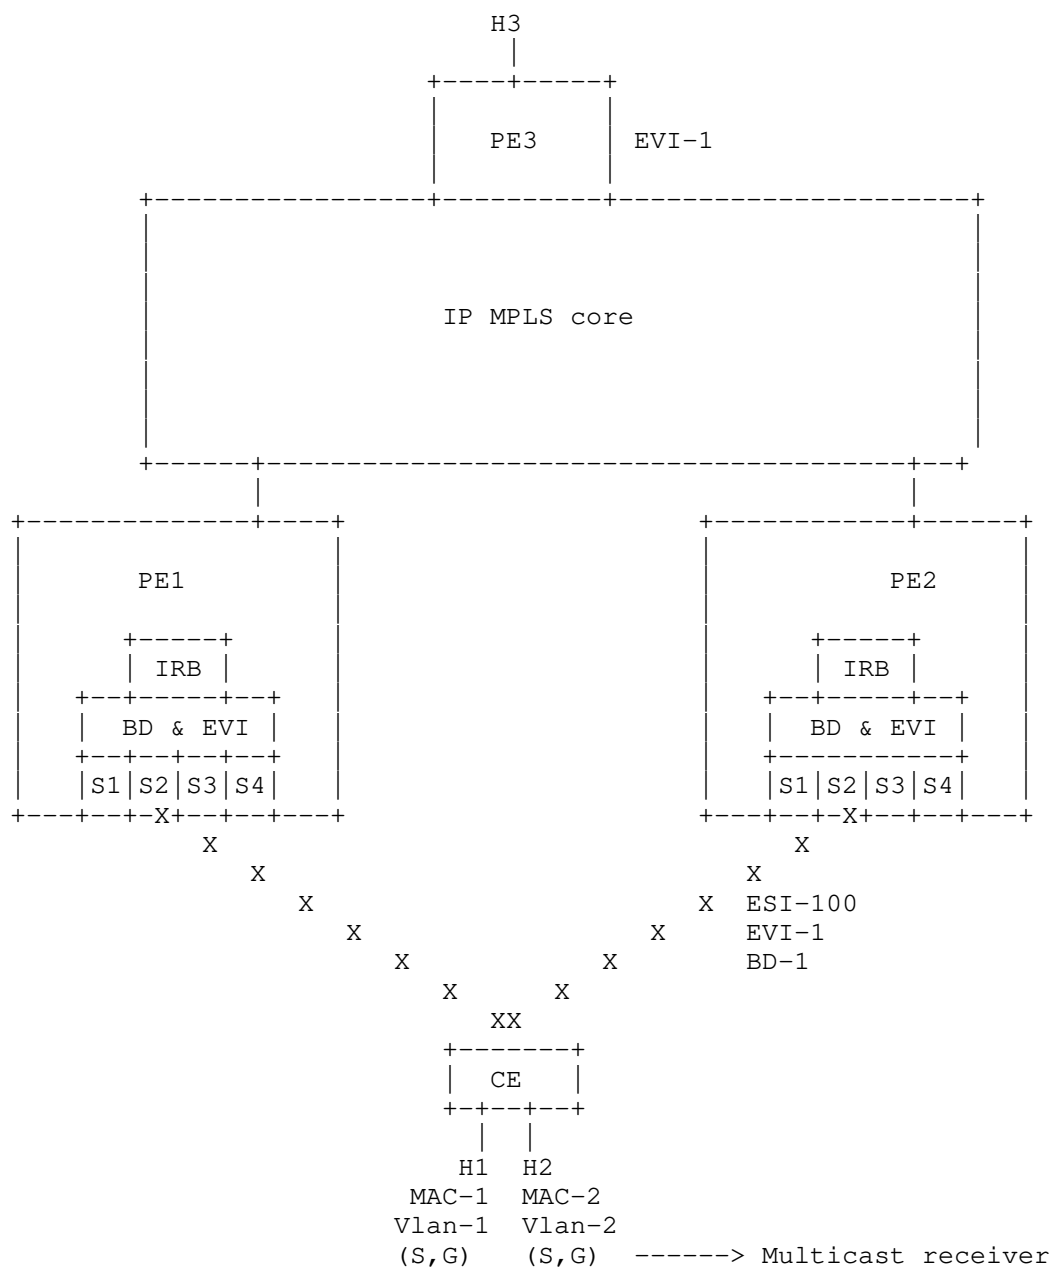 H3
PE3 EVI-1
IP MPLS core
PE1 PE2
IRB IRB
BD & EVI BD & EVI
|S1|S2|S3|S4| |S1|S2|S3|S4|
X X
X X
X X
X X ESI-100
X X EVI-1
X X BD-1
X X
XX
CE
H1 H2
MAC-1 MAC-2
Vlan-1 Vlan-2
(S,G) (S,G) ------> Multicast receiver